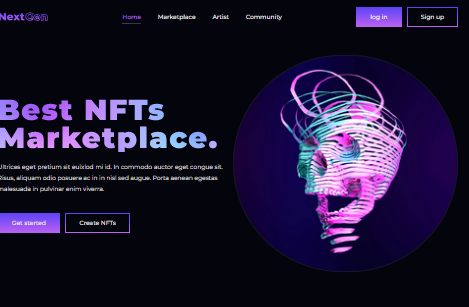 NextGen
Home Marketplace Artist Community
log in Sign up
Best NFTs
Marketplace.
Ultrices eget pretium sit euixlod mi id. In commodo auctor eget congue sit.
Risus, aliquam odio posuere ac in in nisl sed augue. Porta aenean egestas
malesuada in pulvinar enim viverra.
Get started Create NFTs